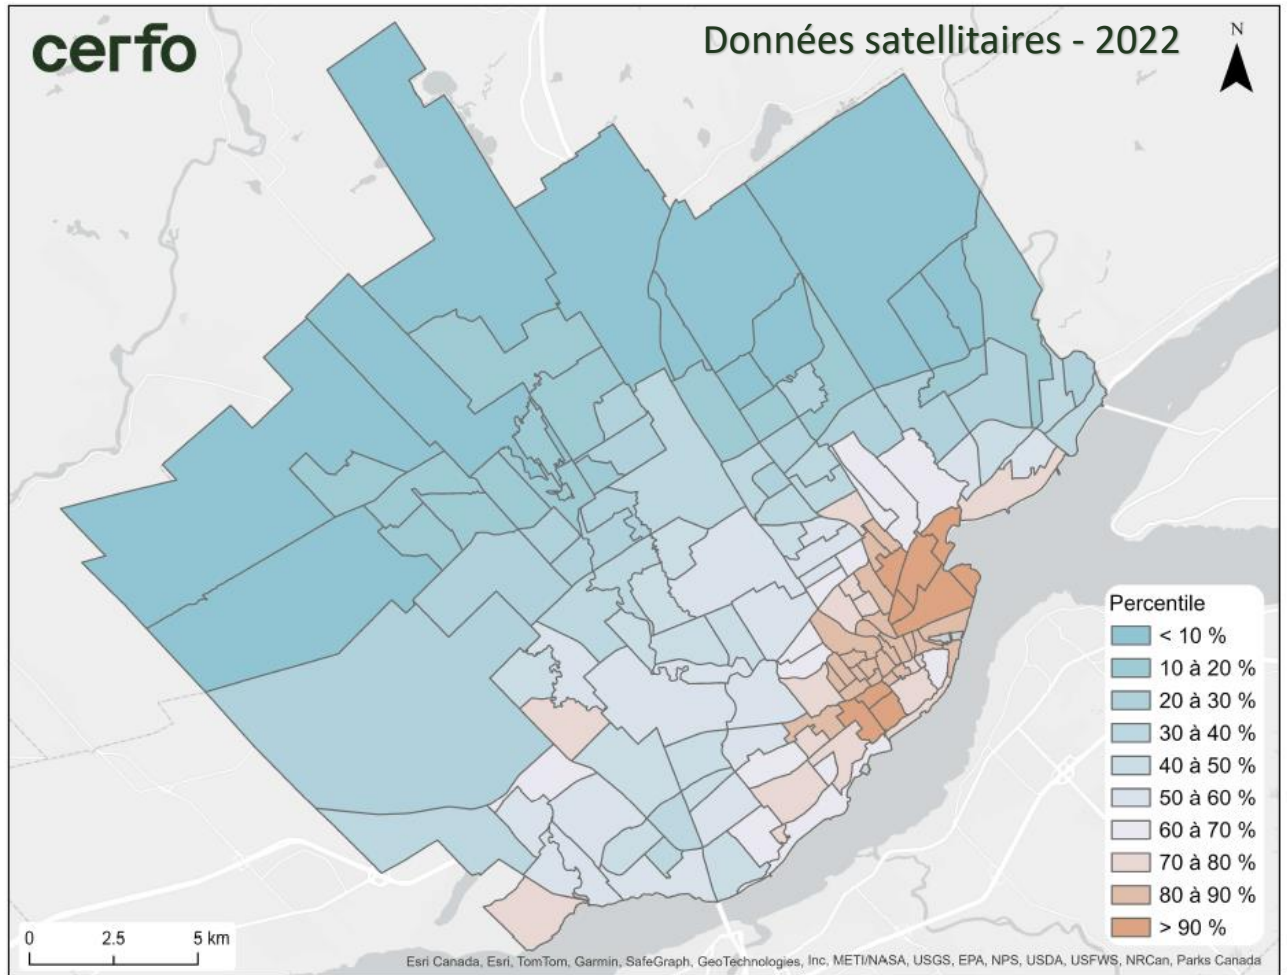 cerfo
Données satellitaires - 2022
N
Percentile
< 10 %
10 à 20 %
20 à 30 %
30 à 40 %
40 à 50 %
50 à 60 %
60 à 70 %
70 à 80 %
80 à 90 %
> 90 %
0 2.5 5 km
Esri Canada, Esri, TomTom, Garmin, SafeGraph, GeoTechnologies, Inc, METI/NASA, USGS, EPA, NPS, USDA, USFWS, NRCan, Parks Canada